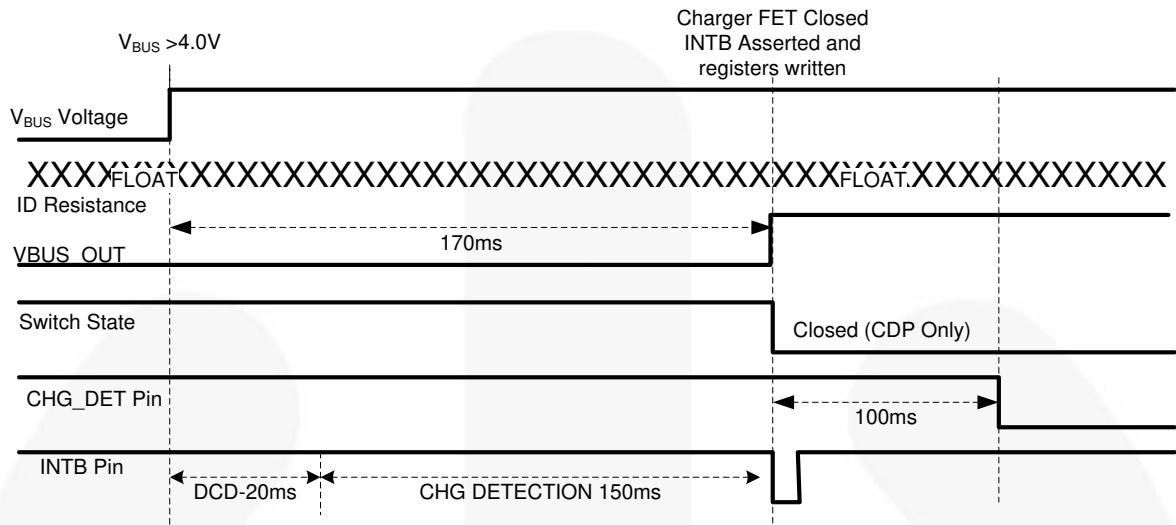 Charger FET Closed
INTB Asserted and
registers written
V_BUS >4.0V
V_BUS Voltage
XXXXFLOATXXXXXXXXXXXXXXXXXXXXXXXXXXXXXXFLOATXXXXXXXXXXXXX
ID Resistance
170ms
VBUS_OUT
Switch State
Closed (CDP Only)
CHG_DET Pin
100ms
INTB Pin
DCD-20ms
CHG DETECTION 150ms